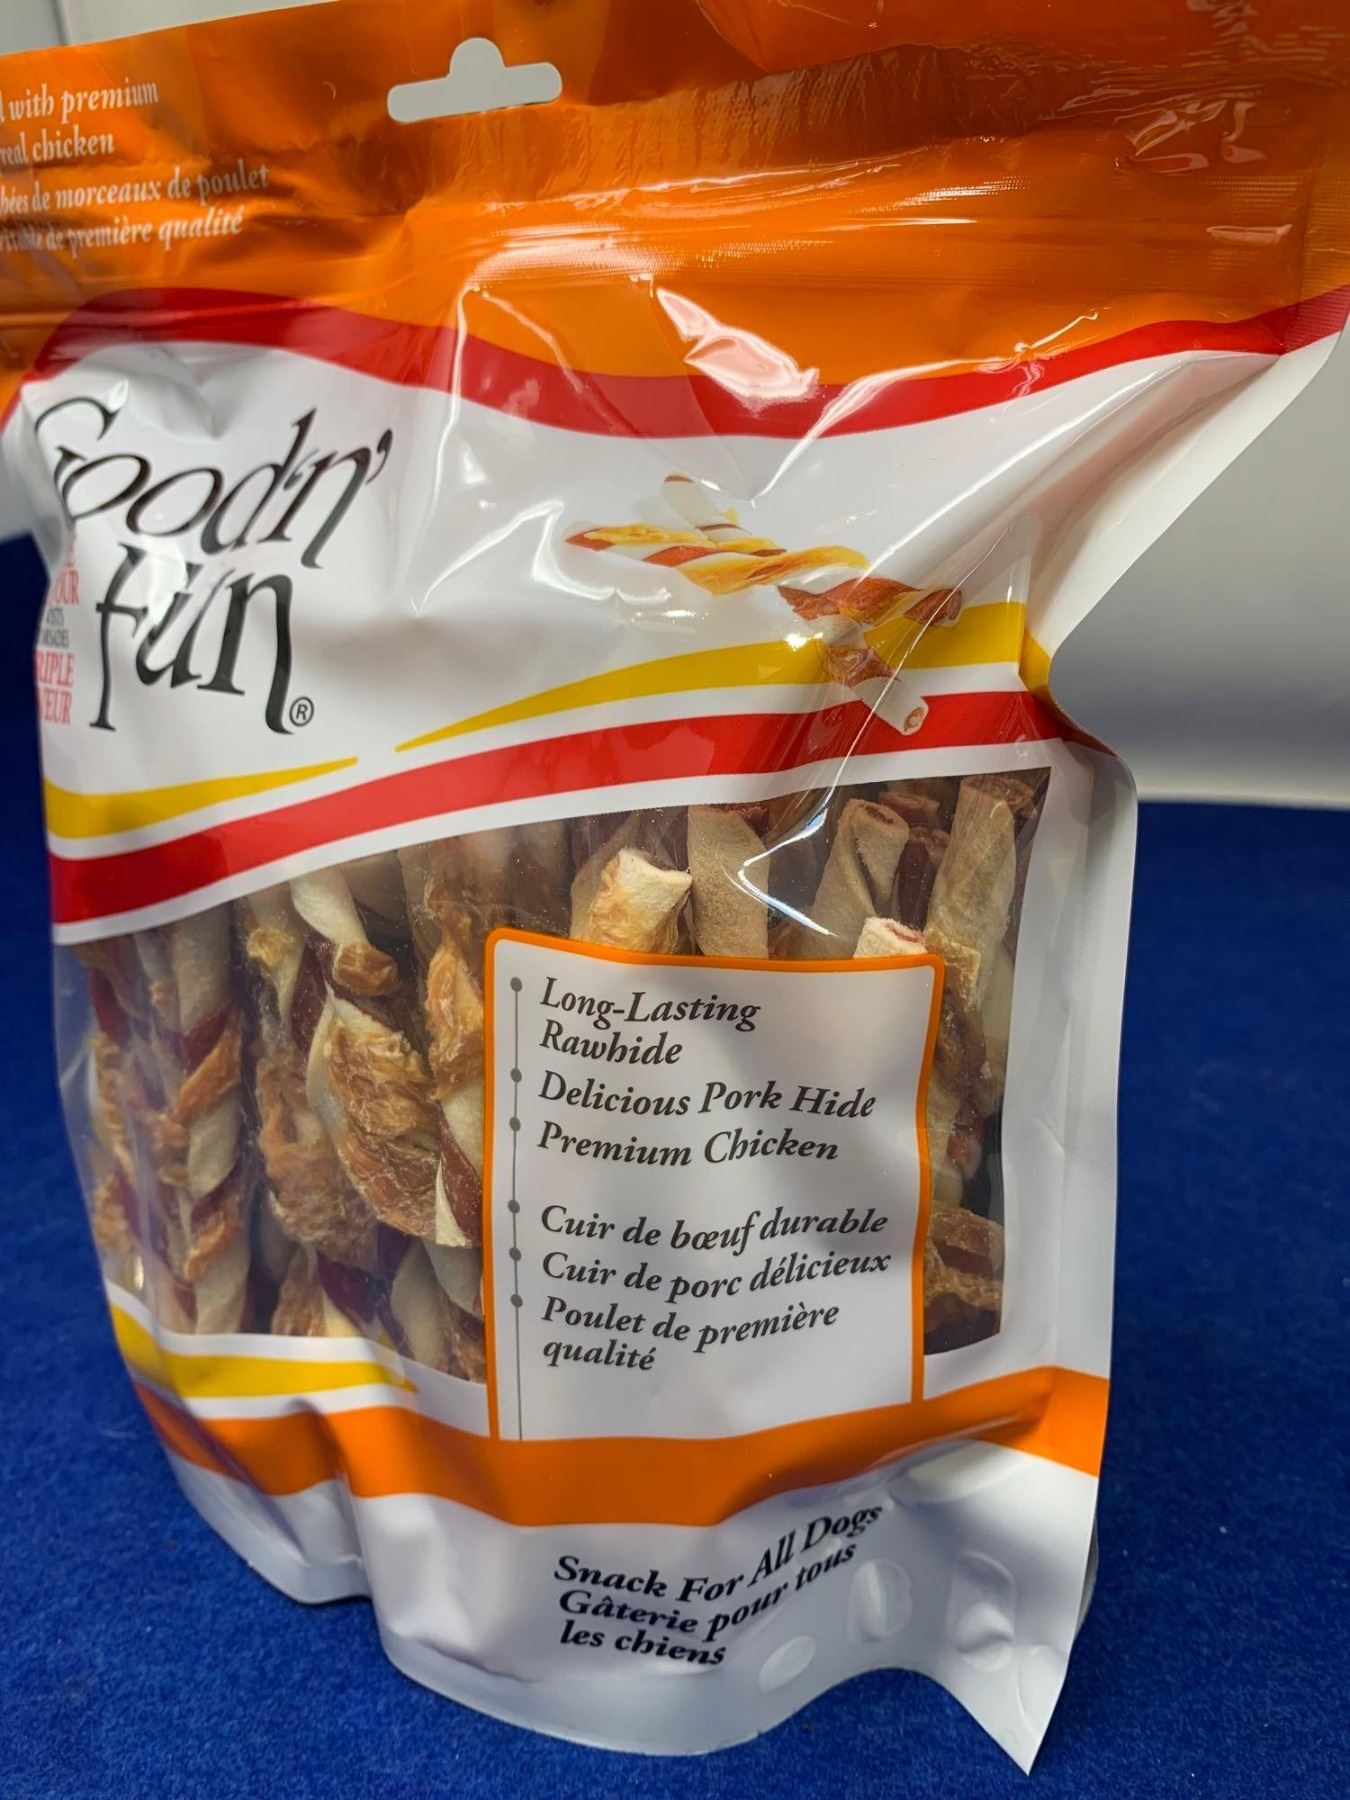 with premium
real chicken
de morceaux de poulet
de première qualité
Good'n'
Fun®
Long-Lasting
Rawhide
Delicious Pork Hide
Premium Chicken
Cuir de bœuf durable
Cuir de porc délicieux
Poulet de première
qualité
Snack For All Dogs
Gâterie pour tous
les chiens